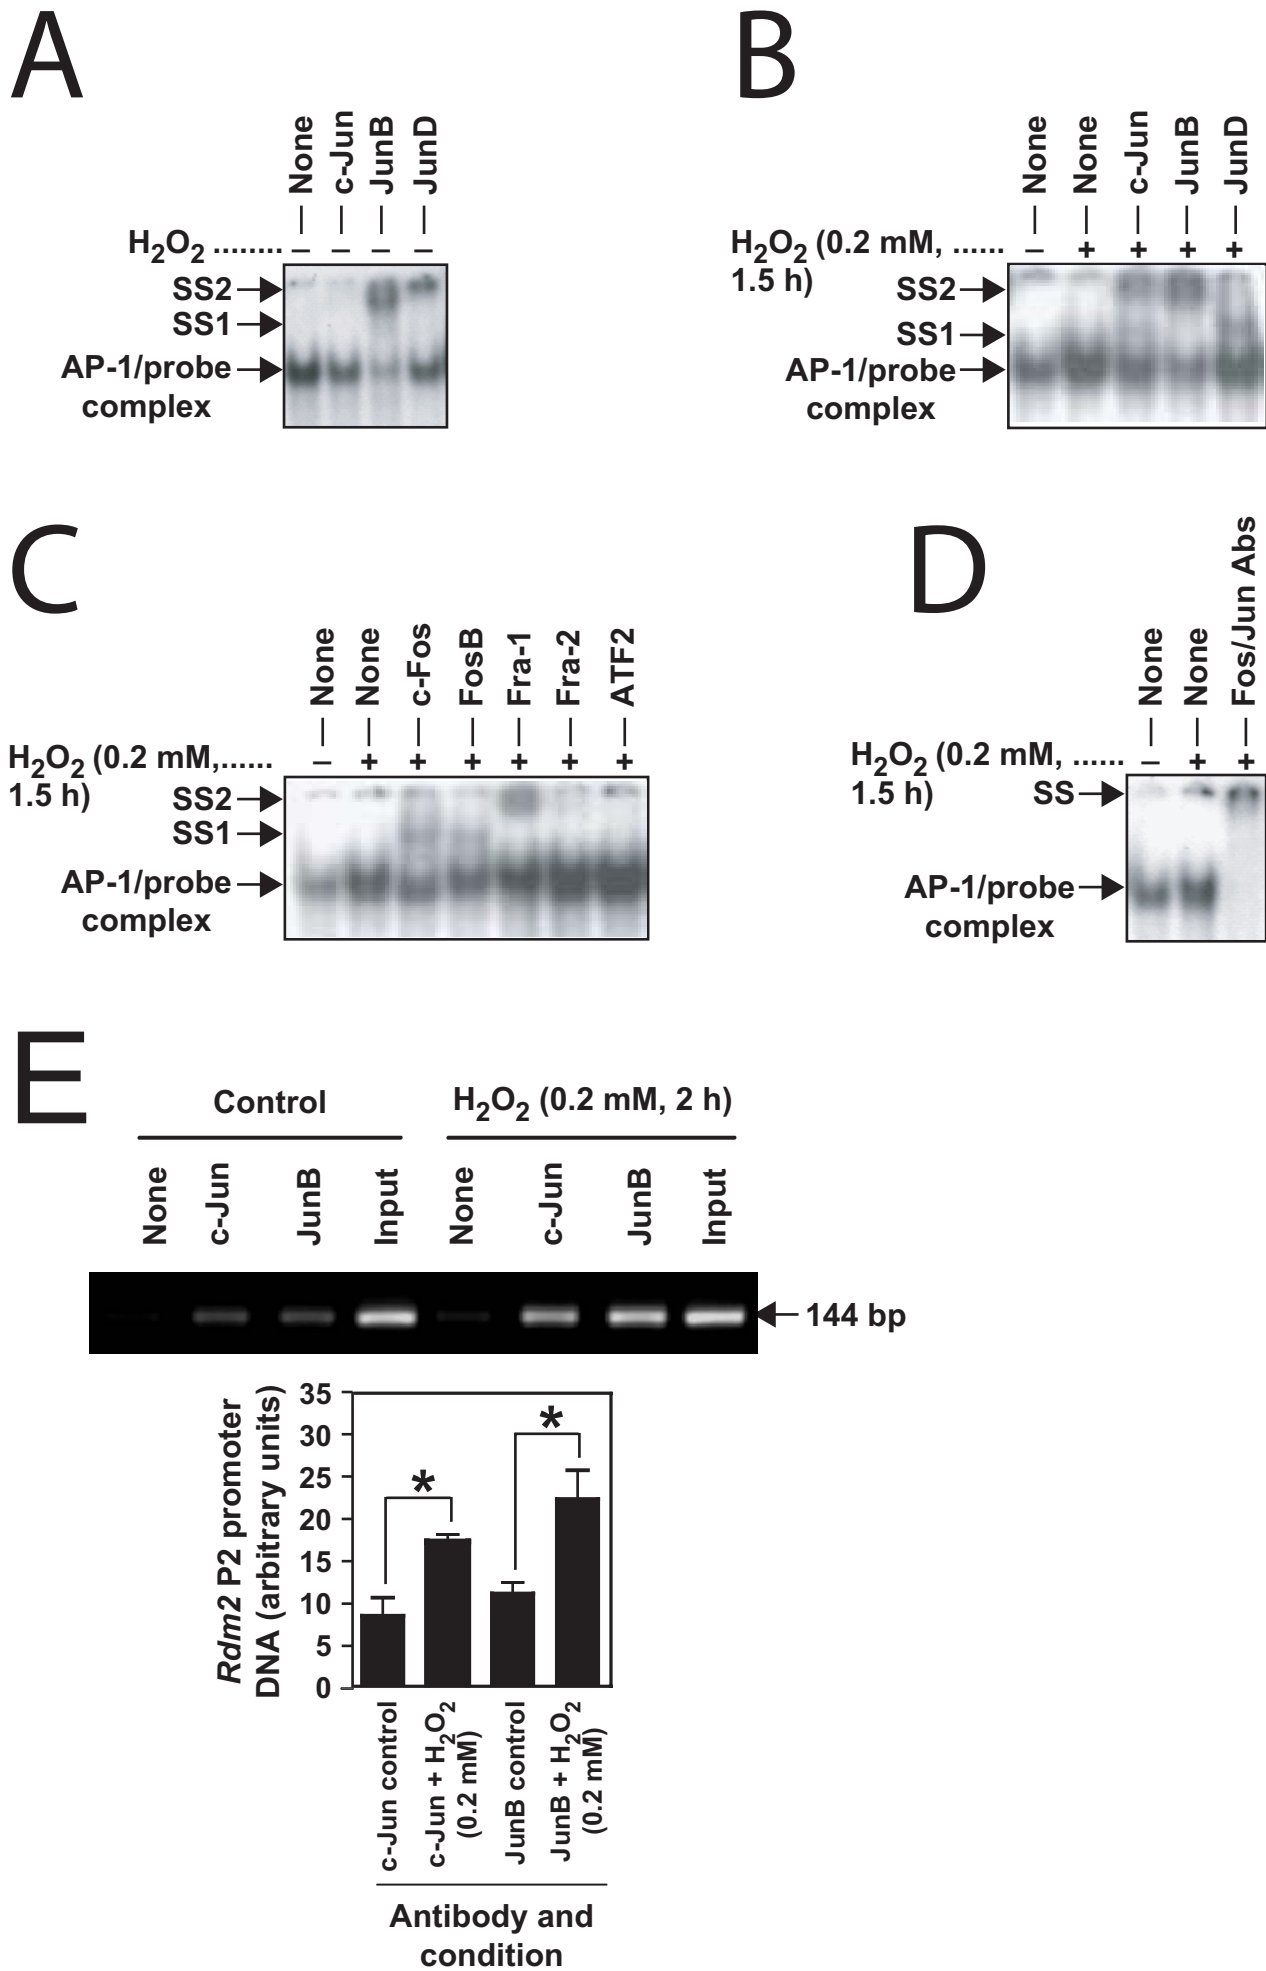 A
None
c-Jun
JunB
JunD
H2O2 ........ – – – –
SS2
SS1
AP-1/probe
complex
B
None
None
c-Jun
JunB
JunD
H2O2 (0.2 mM, ...... – + + + +
1.5 h)
SS2
SS1
AP-1/probe
complex
C
None
None
c-Fos
FosB
Fra-1
Fra-2
ATF2
H2O2 (0.2 mM,...... – + + + + + +
1.5 h)
SS2
SS1
AP-1/probe
complex
D
None
None
Fos/Jun Abs
H2O2 (0.2 mM, ...... – + +
1.5 h)
SS
AP-1/probe
complex
E
Control
H2O2 (0.2 mM, 2 h)
None
c-Jun
JunB
Input
None
c-Jun
JunB
Input
144 bp
Rdm2 P2 promoter
DNA (arbitrary units)
35
30
25
20
15
10
5
0
*
*
c-Jun control
c-Jun + H2O2
(0.2 mM)
JunB control
JunB + H2O2
(0.2 mM)
Antibody and
condition